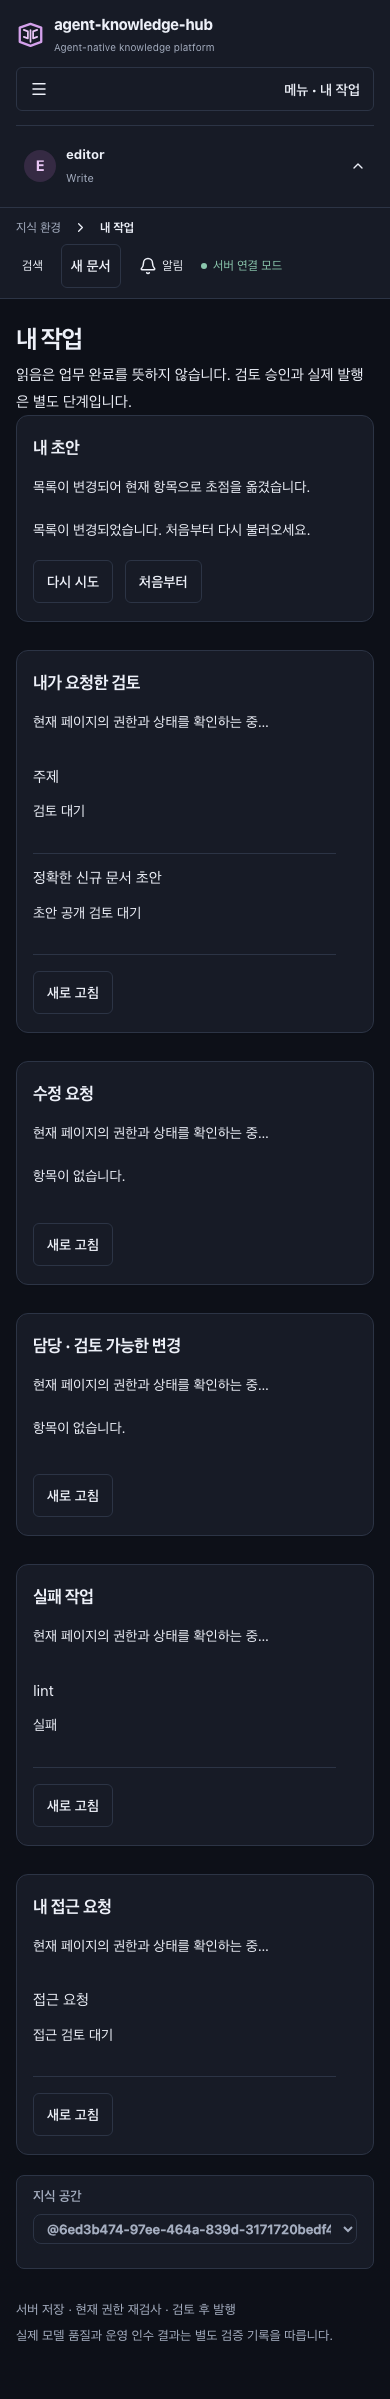 agent-knowledge-hub
Agent-native knowledge platform
메뉴 · 내 작업
E
editor
Write
지식 환경 > 내 작업
검색
새 문서
알림
서버 연결 모드
내 작업
읽음은 업무 완료를 뜻하지 않습니다. 검토 승인과 실제 발행
은 별도 단계입니다.
내 초안
목록이 변경되어 현재 항목으로 초점을 옮겼습니다.
목록이 변경되었습니다. 처음부터 다시 불러오세요.
다시 시도
처음부터
내가 요청한 검토
현재 페이지의 권한과 상태를 확인하는 중…
주제
검토 대기
정확한 신규 문서 초안
초안 공개 검토 대기
새로 고침
수정 요청
현재 페이지의 권한과 상태를 확인하는 중…
항목이 없습니다.
새로 고침
담당 · 검토 가능한 변경
현재 페이지의 권한과 상태를 확인하는 중…
항목이 없습니다.
새로 고침
실패 작업
현재 페이지의 권한과 상태를 확인하는 중…
lint
실패
새로 고침
내 접근 요청
현재 페이지의 권한과 상태를 확인하는 중…
접근 요청
접근 검토 대기
새로 고침
지식 공간
@6ed3b474-97ee-464a-839d-3171720bedf4
서버 저장 · 현재 권한 재검사 · 검토 후 발행
실제 모델 품질과 운영 인수 결과는 별도 검증 기록을 따릅니다.